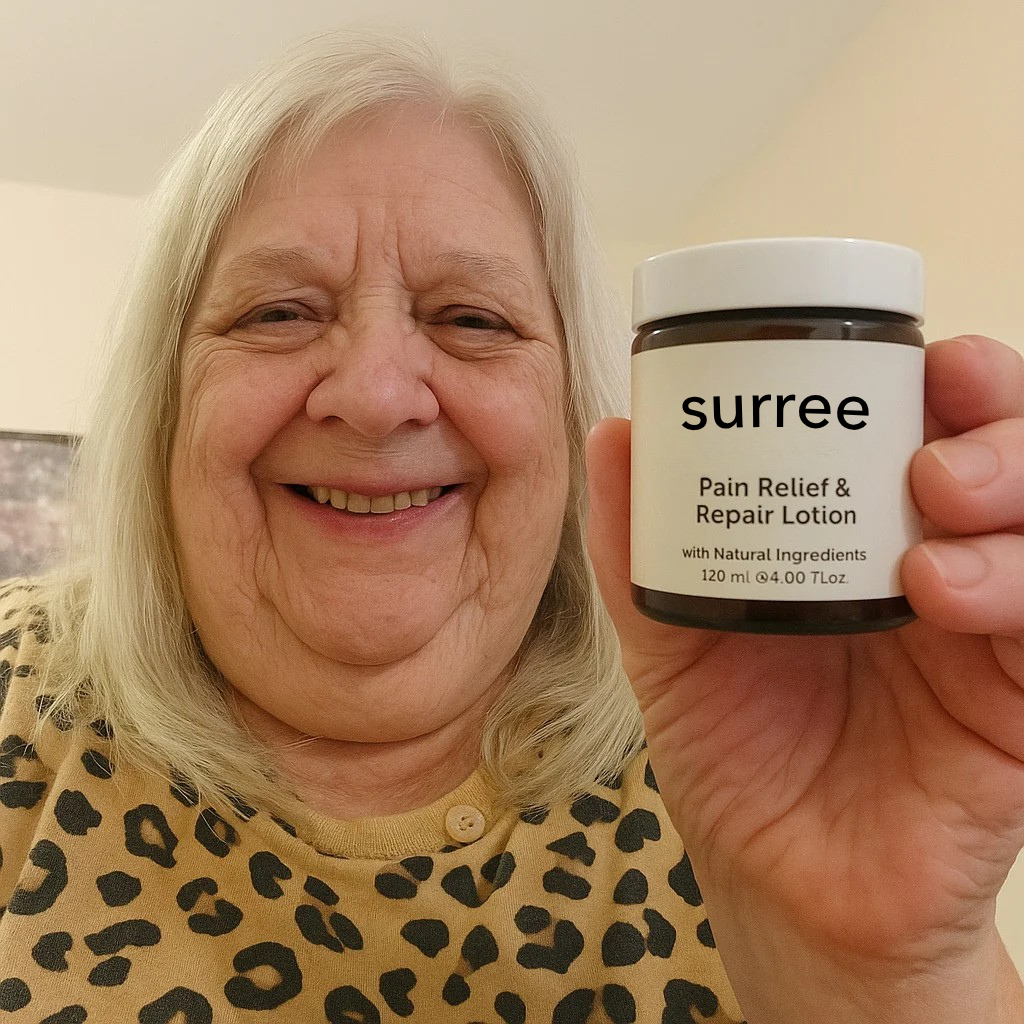 surree
Pain Relief &
Repair Lotion
with Natural Ingredients
120 ml @4.00 TLoz.